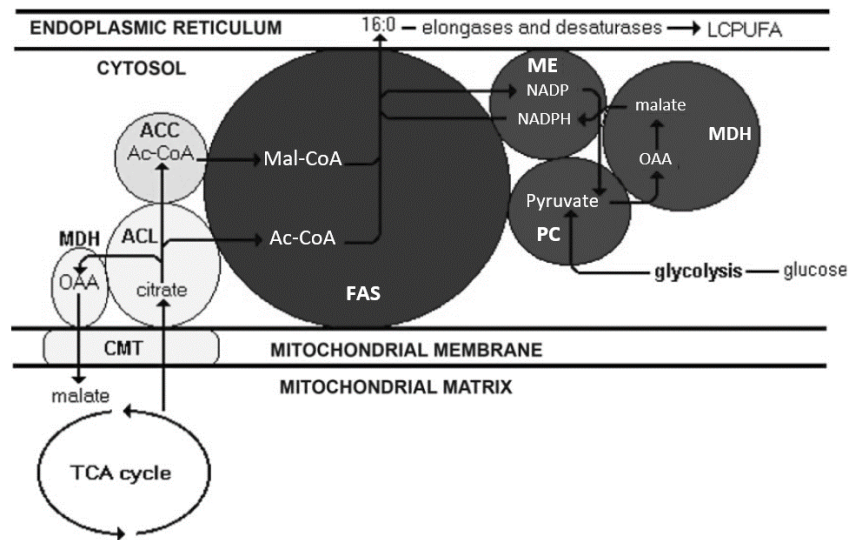 16:0 – elongases and desaturases LCPUFA
ENDOPLASMIC RETICULUM
CYTOSOL
ME
NADP
NADPH
malate
MDH
OAA
ACC
Ac-CoA
Mal-CoA
Pyruvate
PC
MDH
ACL
Ac-CoA
OAA
citrate
FAS
glycolysis
glucose
CMT
MITOCHONDRIAL MEMBRANE
MITOCHONDRIAL MATRIX
malate
TCA cycle